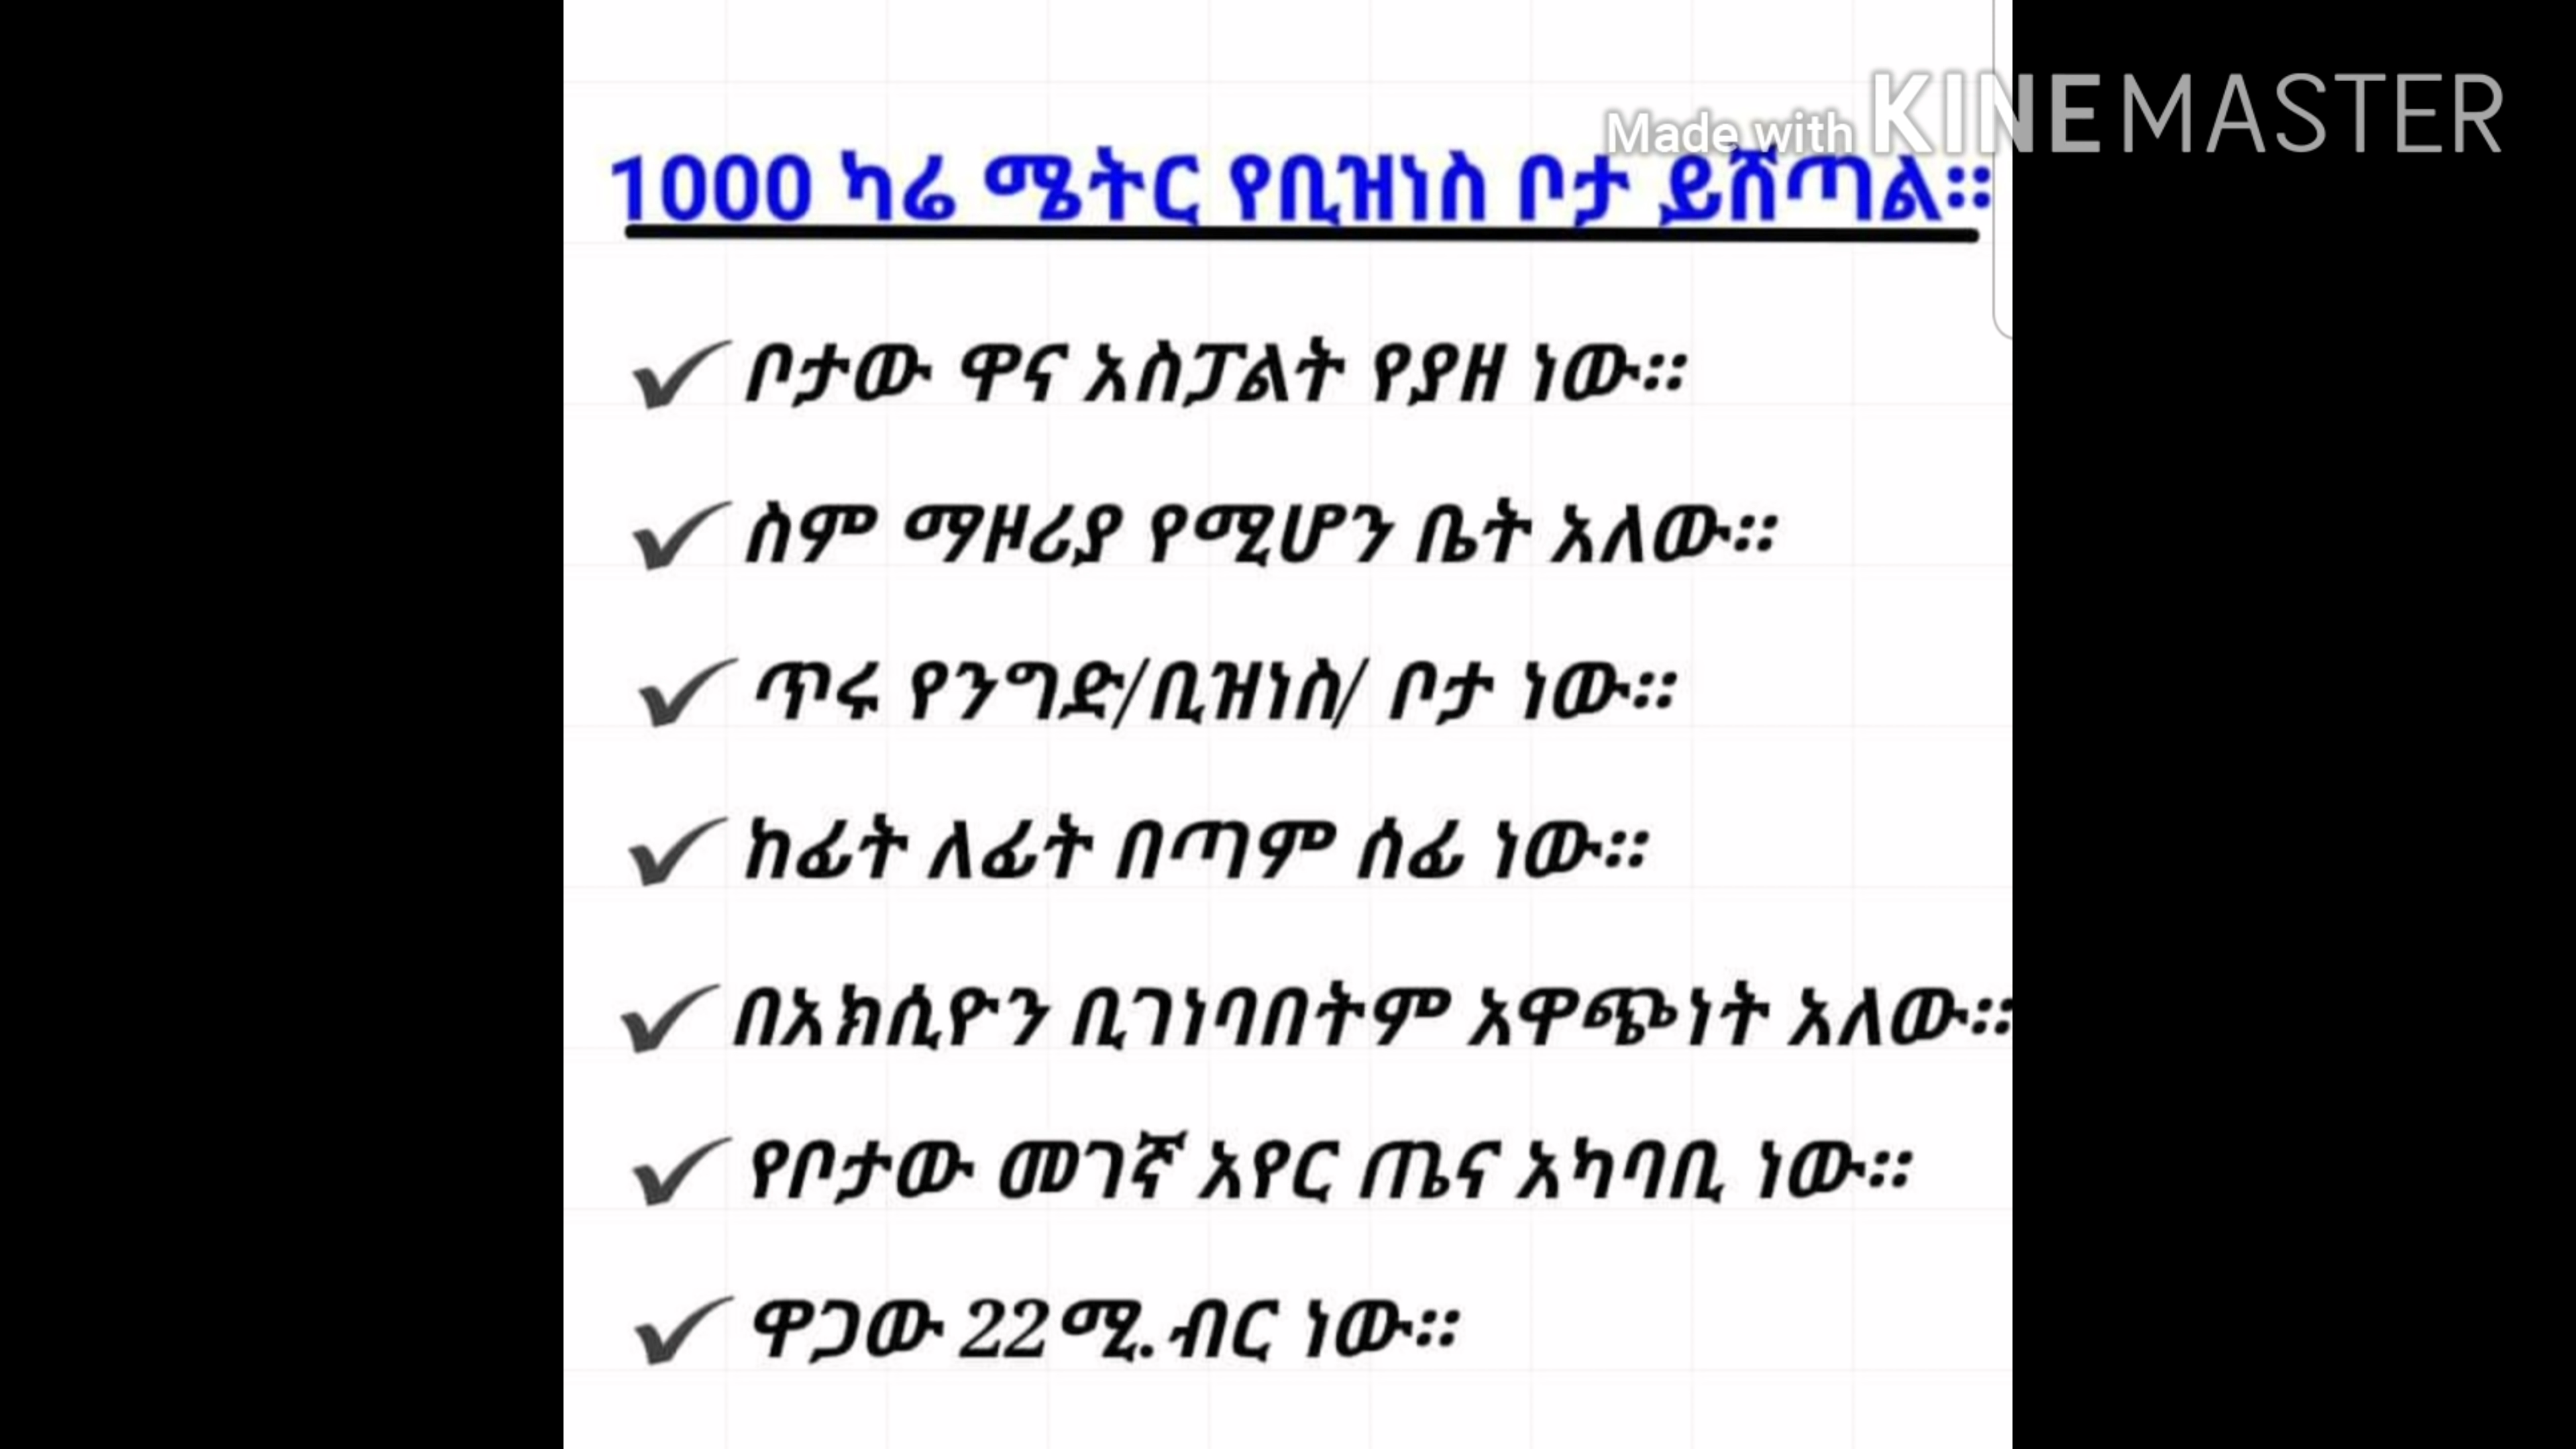 Made with KINEMASTER
1000 ካሬ ሜትር የቢዝነስ ቦታ ይሸጣል።
✔ ቦታው ዋና አስፓልት የያዘ ነው።
✔ ስም ማዞሪያ የሚሆን ቤት አለው።
✔ ጥሩ የንግድ/ቢዝነስ/ ቦታ ነው።
✔ ከፊት ለፊት በጣም ሰፊ ነው።
✔ በአክሲዮን ቢገነባበትም አዋጭነት አለው።
✔ የቦታው መገኛ አየር ጤና አካባቢ ነው።
✔ ዋጋው 22ሚ.ብር ነው።